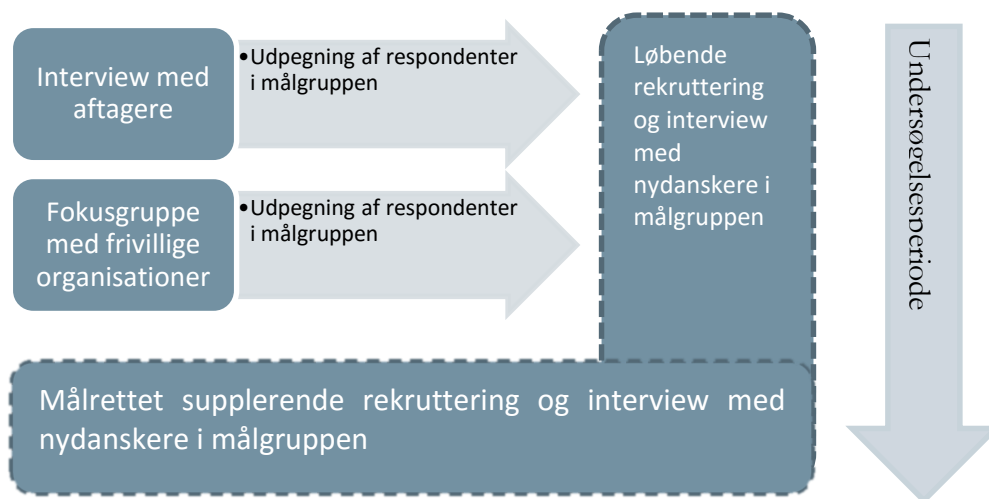 Interview med
aftagere
•Udpegning af respondenter
i målgruppen
Fokusgruppe
med frivillige
organisationer
•Udpegning af respondenter
i målgruppen
Løbende
rekruttering
og interview
med
nydanskere i
målgruppen
Målrettet supplerende rekruttering og interview med
nydanskere i målgruppen
Undersøgelsesperiode